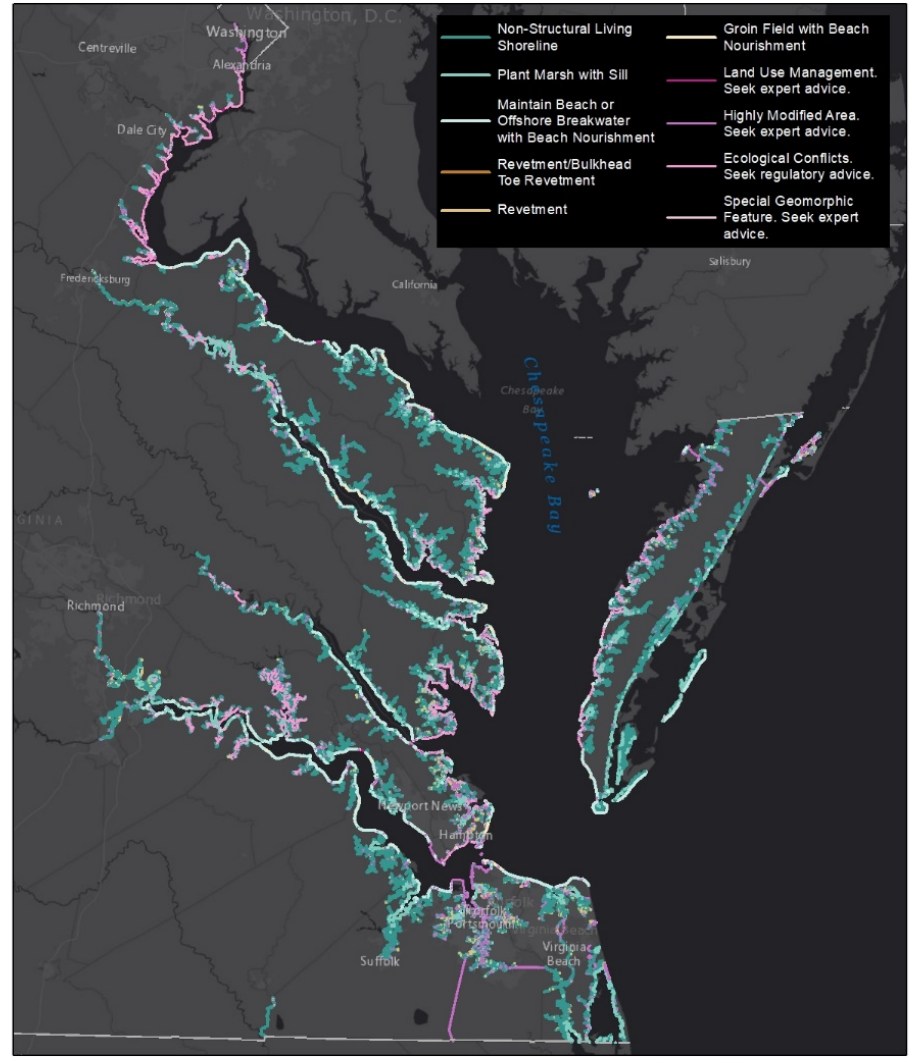 Washington, D.C.
Washington
Centreville
Alexandria
Dale City
Non-Structural Living
Shoreline
Plant Marsh with Sill
Maintain Beach or
Offshore Breakwater
with Beach Nourishment
Revetment/Bulkhead
Toe Revetment
Revetment
Groin Field with Beach
Nourishment
Land Use Management.
Seek expert advice.
Highly Modified Area.
Seek expert advice.
Ecological Conflicts.
Seek regulatory advice.
Special Geomorphic
Feature. Seek expert
advice.
Salisbury
Fredericksburg
California
Chesapeake Bay
Chesapeake
Bay
GINIA
Richmond
Richmond
Newport News
Hampton
Norfolk
Portsmouth
Virginia Beach
Virginia
Beach
Suffolk